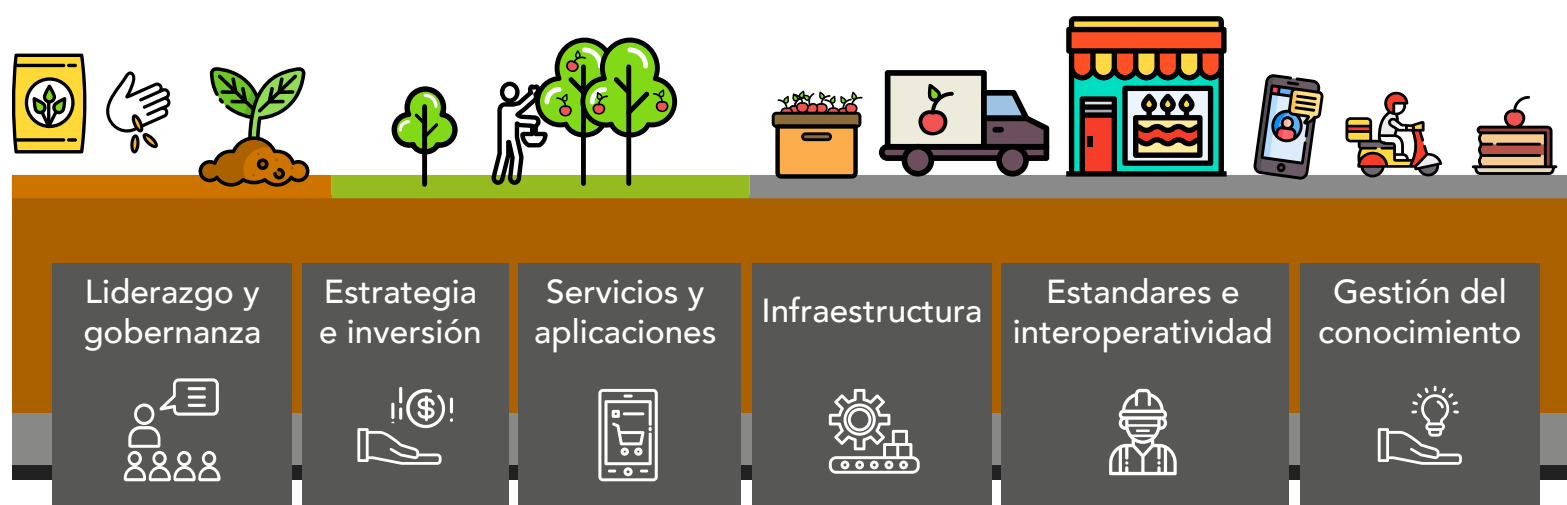 Liderazgo y
gobernanza
Estrategia
e inversión
Servicios y
aplicaciones
Infraestructura
Estandares e
interoperatividad
Gestión del
conocimiento